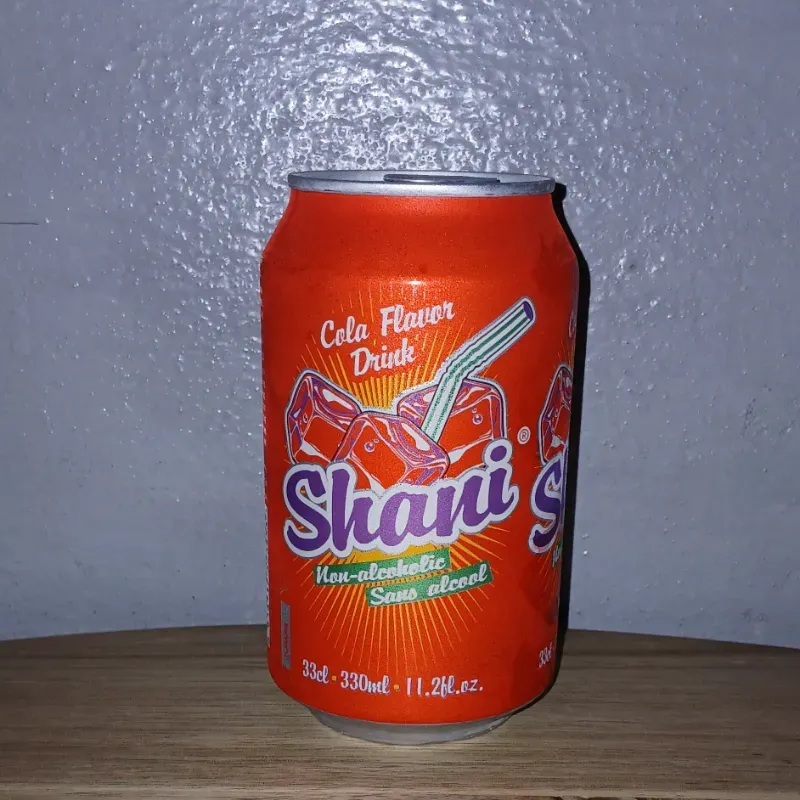 Cola Flavor
Drink
Shani®
Non-alcoholic
Sans alcool
33cl • 330ml • 11.2fl.oz.